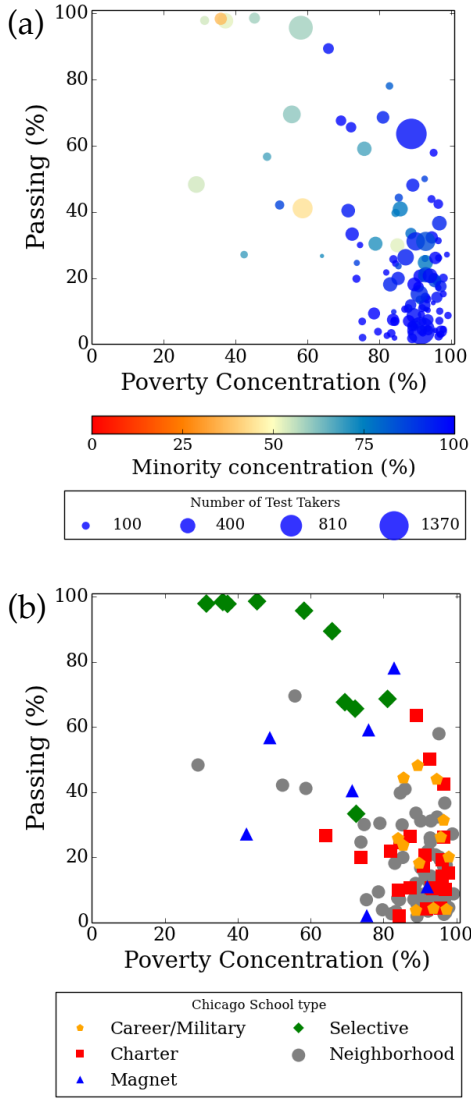 (a)
100
80
60
40
20
0
Passing (%)
0 20 40 60 80 100
Poverty Concentration (%)
0 25 50 75 100
Minority concentration (%)
Number of Test Takers
100 400 810 1370
(b)
100
80
60
40
20
0
Passing (%)
0 20 40 60 80 100
Poverty Concentration (%)
Chicago School type
Career/Military Selective
Charter Neighborhood
Magnet